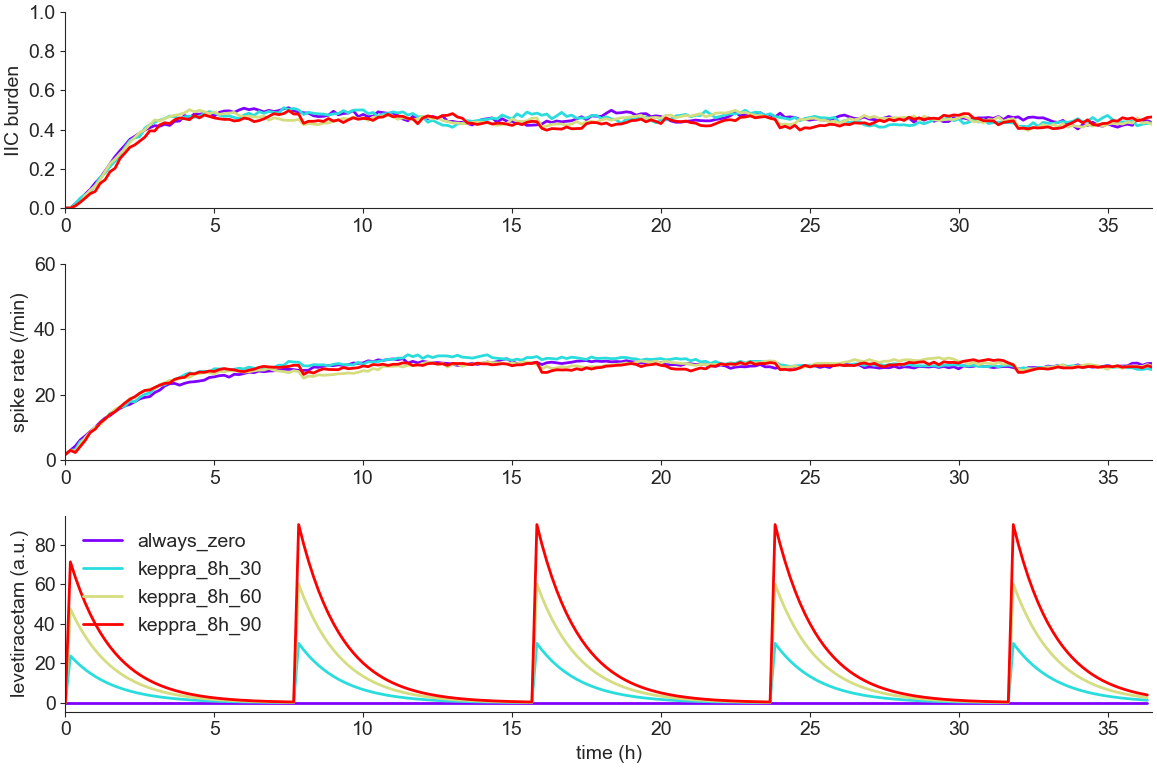 IIC burden
1.0
0.8
0.6
0.4
0.2
0.0
0 5 10 15 20 25 30 35
spike rate (/min)
60
40
20
0
0 5 10 15 20 25 30 35
levetiracetam (a.u.)
80
60
40
20
0
always_zero
keppra_8h_30
keppra_8h_60
keppra_8h_90
0 5 10 15 20 25 30 35
time (h)